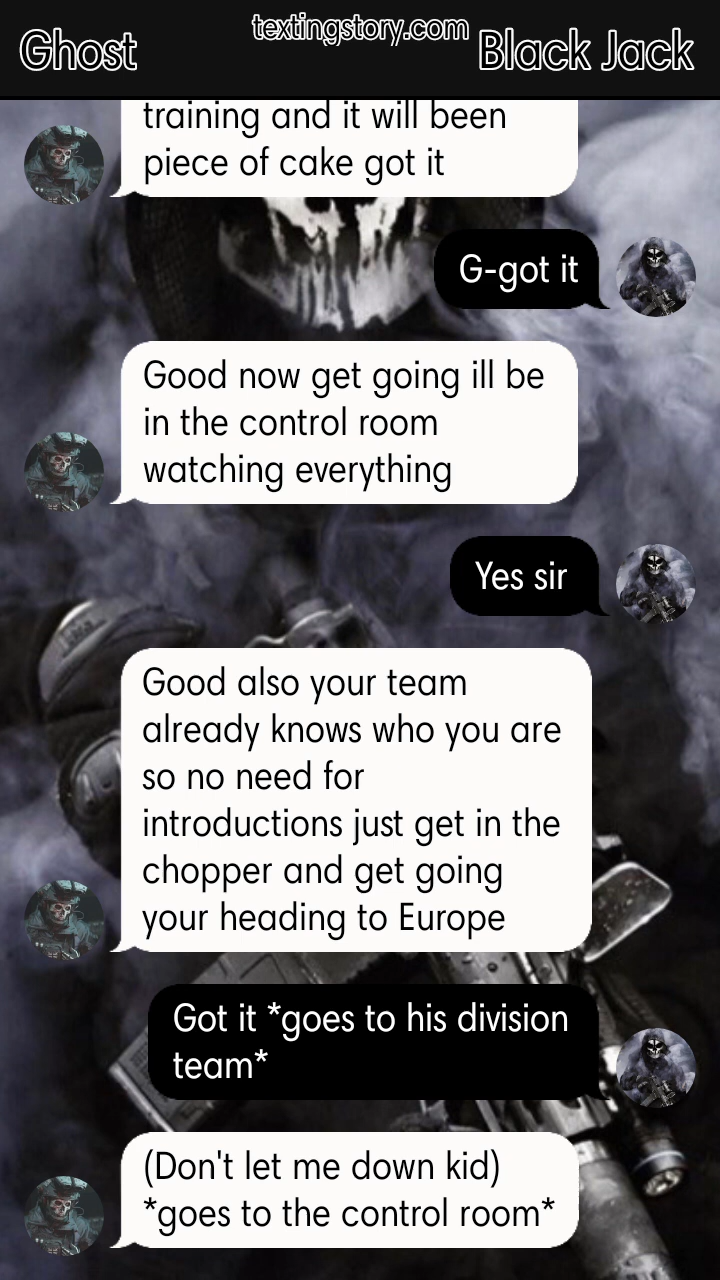 Ghost
textingstory.com
Black Jack
training and it will been
piece of cake got it
G-got it
Good now get going ill be
in the control room
watching everything
Yes sir
Good also your team
already knows who you are
so no need for
introductions just get in the
chopper and get going
your heading to Europe
Got it *goes to his division
team*
(Don't let me down kid)
*goes to the control room*